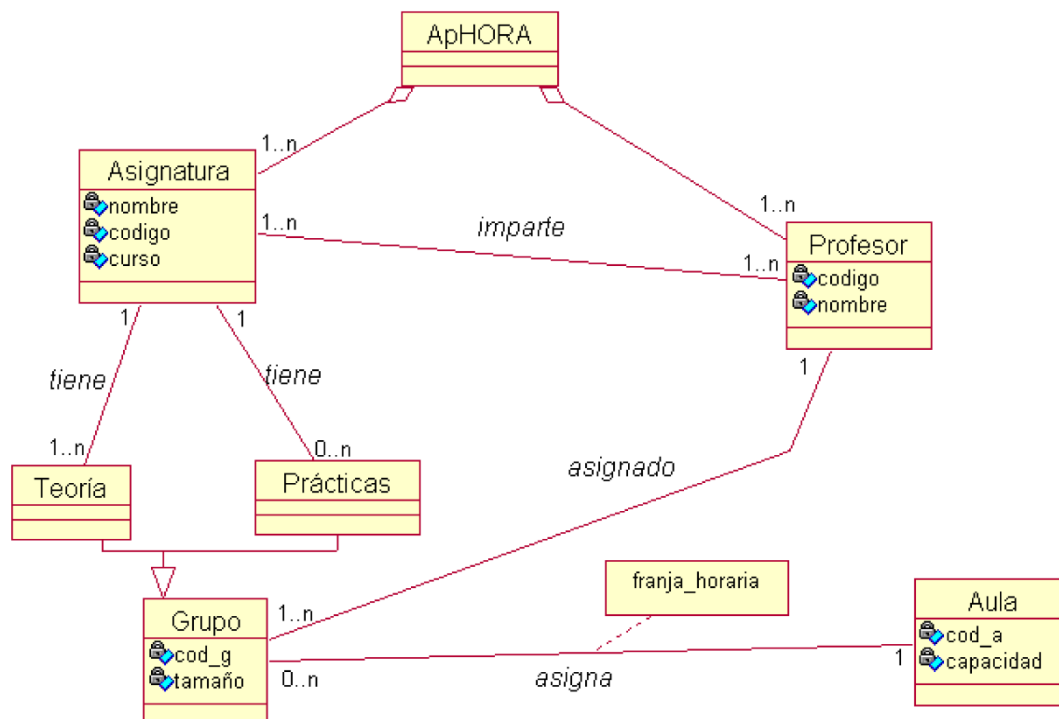 ApHORA
1..n
Asignatura
nombre
codigo
curso
1..n
imparte
1..n
1..n
Profesor
codigo
nombre
1
1
1
tiene
tiene
1..n
0..n
Teoría
Prácticas
asignado
franja_horaria
Grupo
cod_g
tamaño
1..n
0..n
asigna
1
Aula
cod_a
capacidad